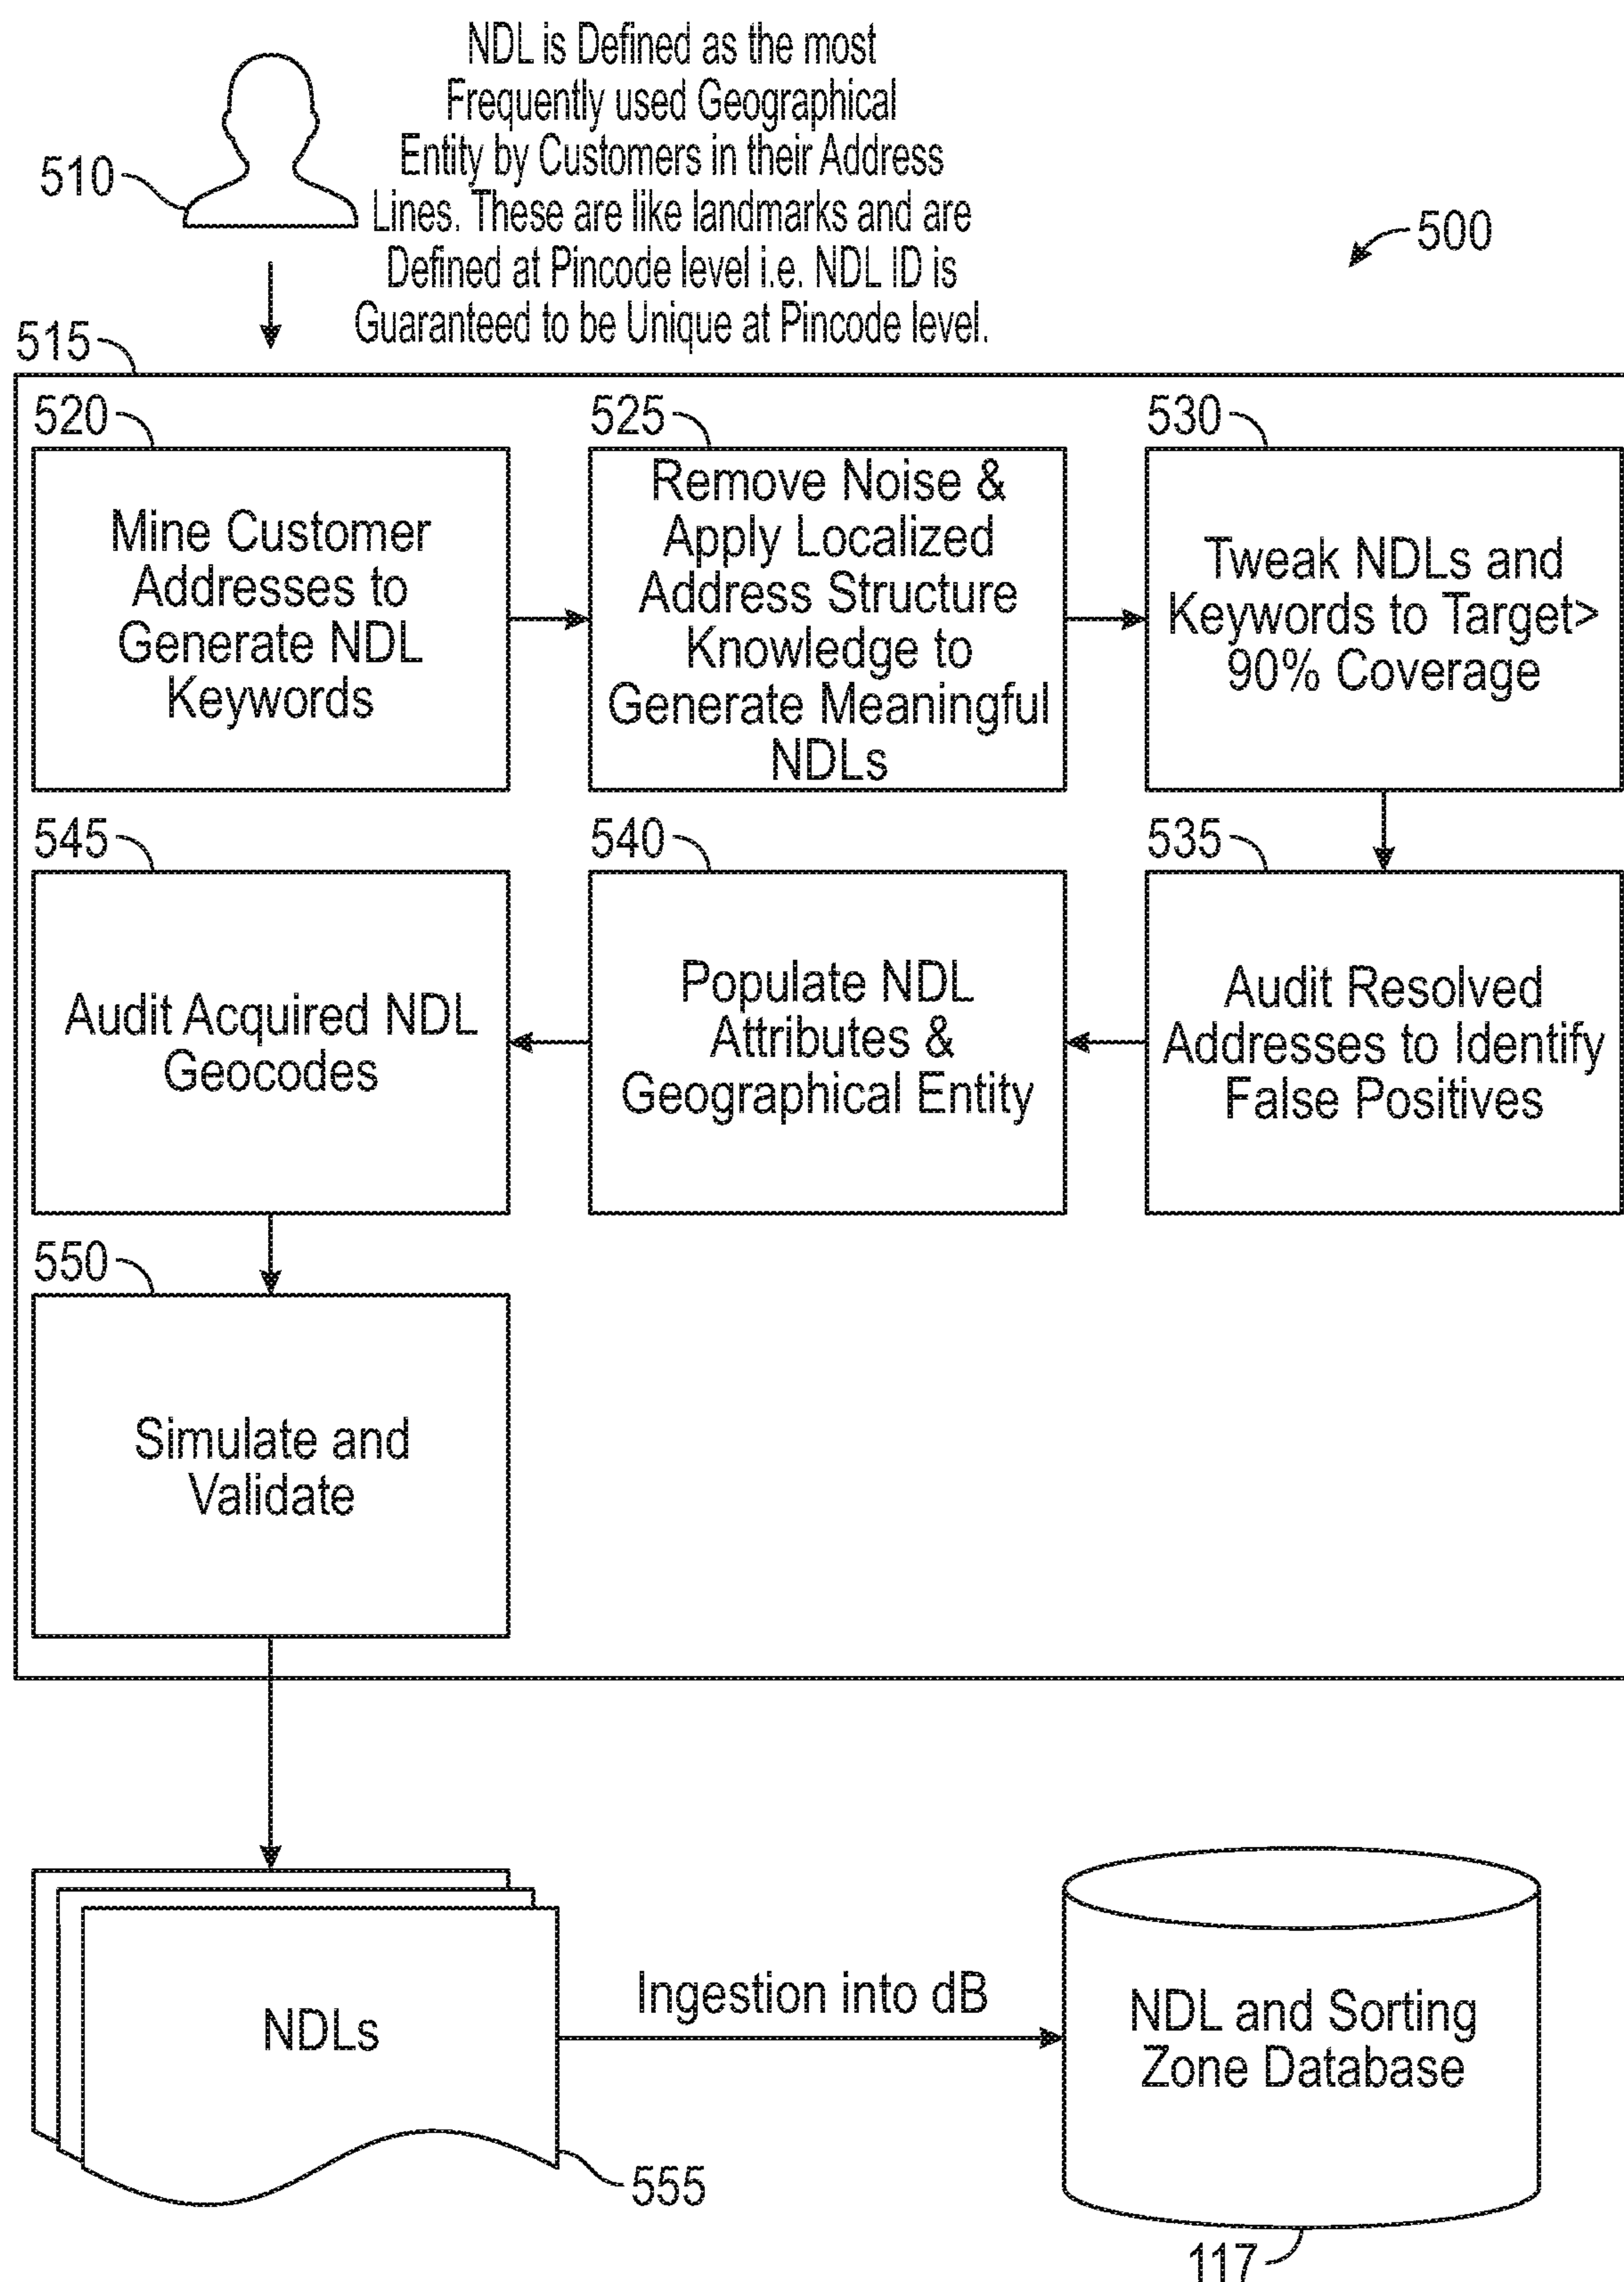 NDL is Defined as the most
Frequently used Geographical
Entity by Customers in their Address
Lines. These are like landmarks and are
Defined at Pincode level i.e. NDL ID is
Guaranteed to be Unique at Pincode level.
510
500
515
520
Mine Customer
Addresses to
Generate NDL
Keywords
525
Remove Noise &
Apply Localized
Address Structure
Knowledge to
Generate Meaningful
NDLs
530
Tweak NDLs and
Keywords to Target>
90% Coverage
535
Audit Resolved
Addresses to Identify
False Positives
540
Populate NDL
Attributes &
Geographical Entity
545
Audit Acquired NDL
Geocodes
550
Simulate and
Validate
NDLs
555
Ingestion into dB
NDL and Sorting
Zone Database
117